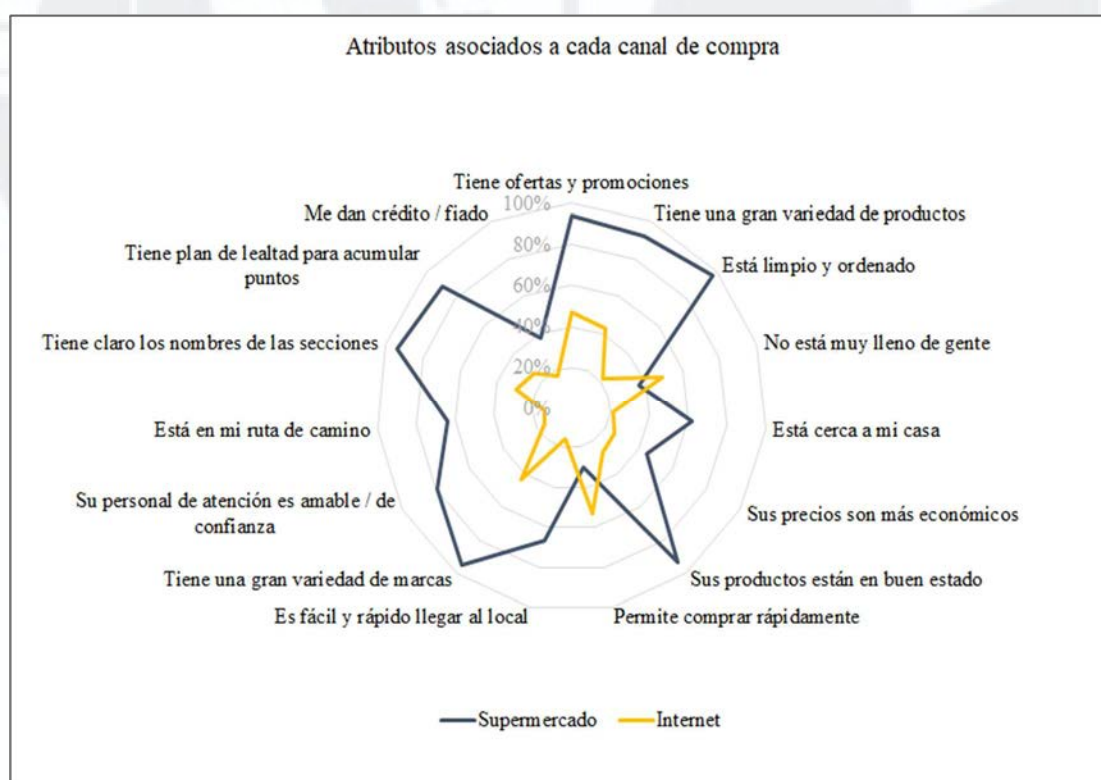 Atributos asociados a cada canal de compra
Tiene ofertas y promociones
100%
Me dan crédito / fiado
Tiene una gran variedad de productos
80%
Tiene plan de lealtad para acumular
puntos
Está limpio y ordenado
60%
40%
Tiene claro los nombres de las secciones
No está muy lleno de gente
20%
0%
Está en mi ruta de camino
Está cerca a mi casa
Su personal de atención es amable / de
confianza
Sus precios son más económicos
Tiene una gran variedad de marcas
Sus productos están en buen estado
Es fácil y rápido llegar al local
Permite comprar rápidamente
Supermercado
Internet